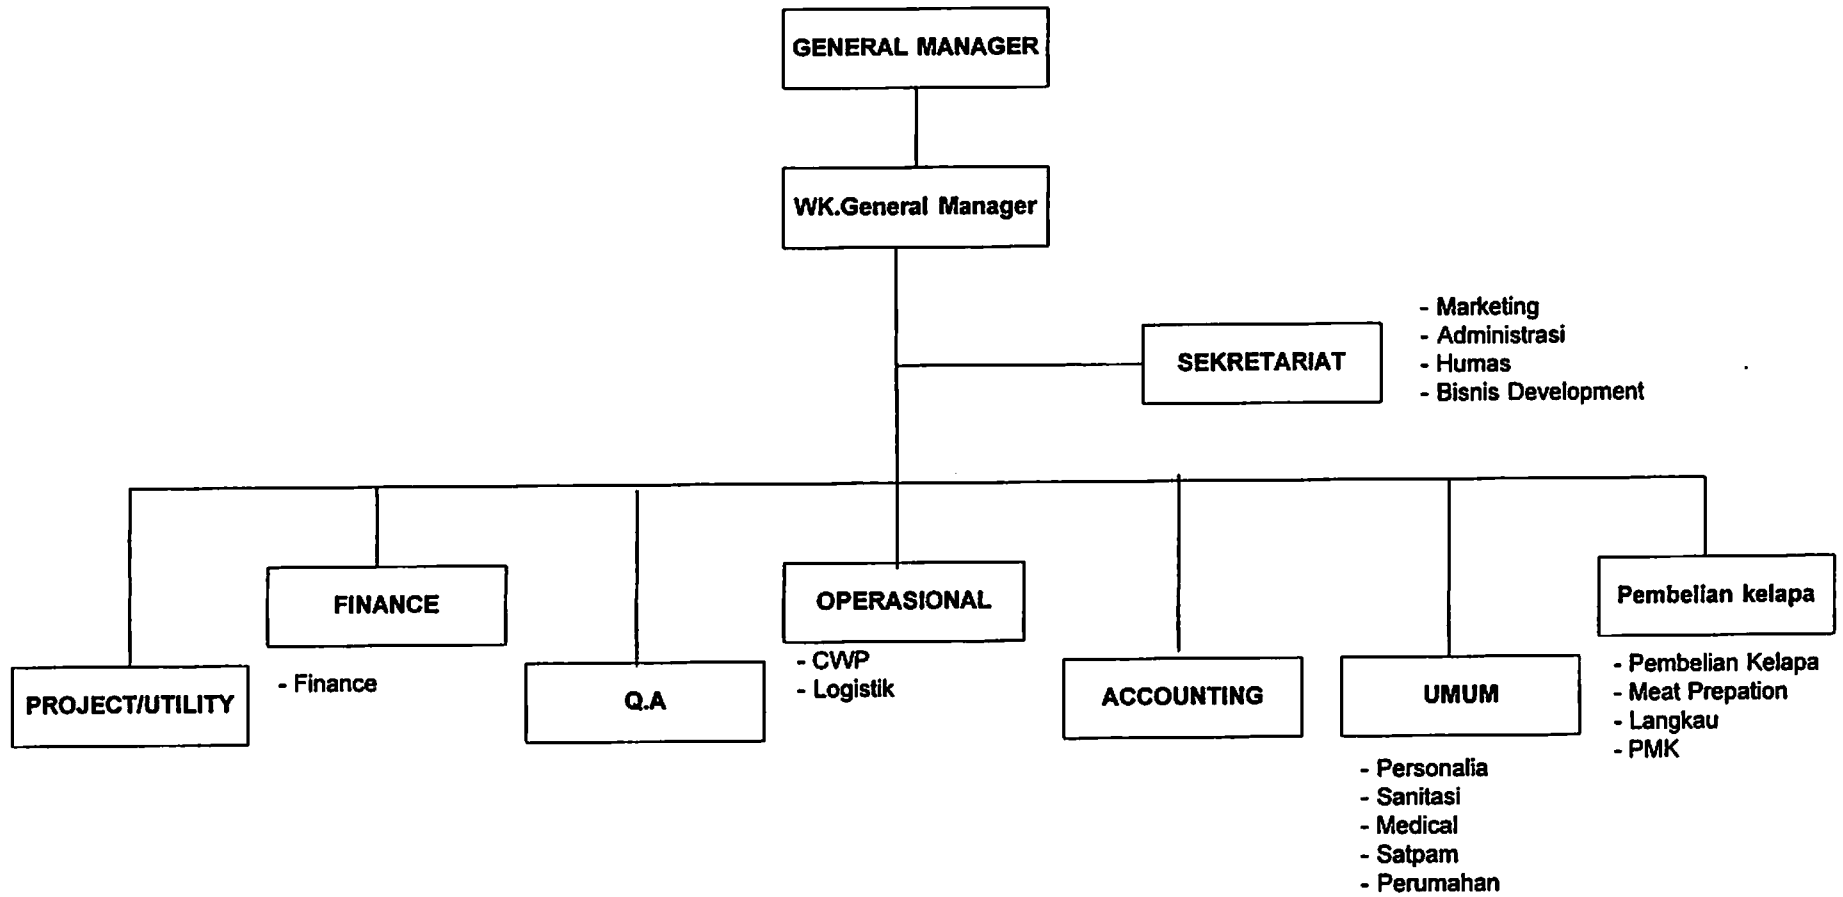 GENERAL MANAGER
WK.General Manager
SEKRETARIAT
- Marketing
- Administrasi
- Humas
- Bisnis Development
PROJECT/UTILITY
FINANCE
- Finance
Q.A
OPERASIONAL
- CWP
- Logistik
ACCOUNTING
UMUM
- Personalia
- Sanitasi
- Medical
- Satpam
- Perumahan
Pembelian kelapa
- Pembelian Kelapa
- Meat Prepation
- Langkau
- PMK